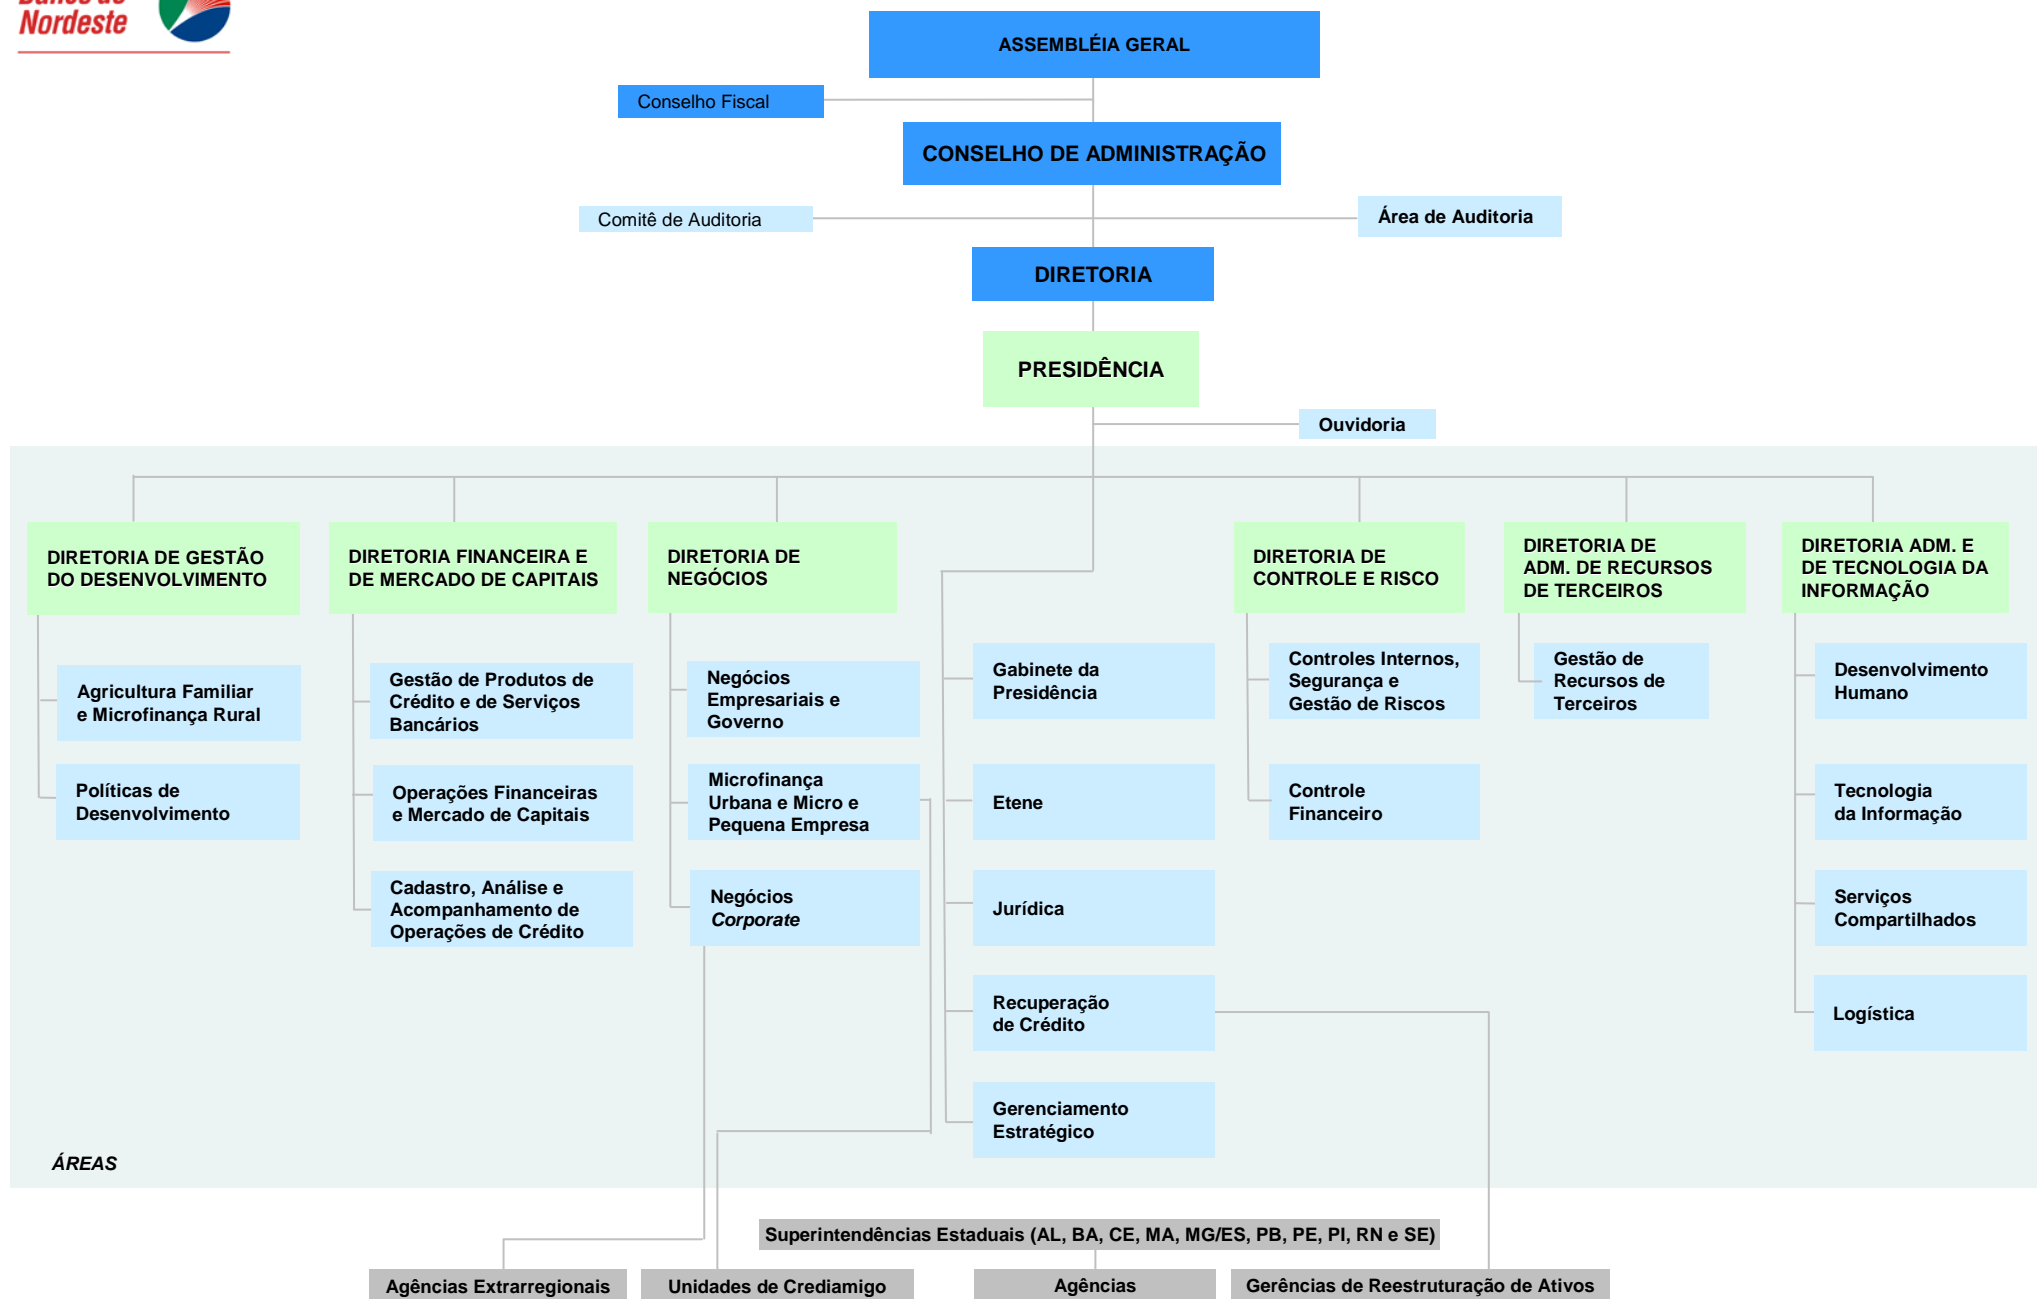 Nordeste
ASSEMBLÉIA GERAL
Conselho Fiscal
CONSELHO DE ADMINISTRAÇÃO
Comitê de Auditoria
Área de Auditoria
DIRETORIA
PRESIDÊNCIA
Ouvidoria
DIRETORIA DE GESTÃO
DO DESENVOLVIMENTO
DIRETORIA FINANCEIRA E
DE MERCADO DE CAPITAIS
DIRETORIA DE
NEGÓCIOS
DIRETORIA DE
CONTROLE E RISCO
DIRETORIA DE
ADM. DE RECURSOS
DE TERCEIROS
DIRETORIA ADM. E
DE TECNOLOGIA DA
INFORMAÇÃO
Agricultura Familiar
e Microfinança Rural
Políticas de
Desenvolvimento
Gestão de Produtos de
Crédito e de Serviços
Bancários
Operações Financeiras
e Mercado de Capitais
Cadastro, Análise e
Acompanhamento de
Operações de Crédito
Negócios
Empresariais e
Governo
Microfinança
Urbana e Micro e
Pequena Empresa
Negócios
Corporate
Gabinete da
Presidência
Etene
Jurídica
Recuperação
de Crédito
Gerenciamento
Estratégico
Controles Internos,
Segurança e
Gestão de Riscos
Controle
Financeiro
Gestão de
Recursos de
Terceiros
Desenvolvimento
Humano
Tecnologia
da Informação
Serviços
Compartilhados
Logística
ÁREAS
Superintendências Estaduais (AL, BA, CE, MA, MG/ES, PB, PE, PI, RN e SE)
Agências Extrarregionais
Unidades de Crediamigo
Agências
Gerências de Reestruturação de Ativos